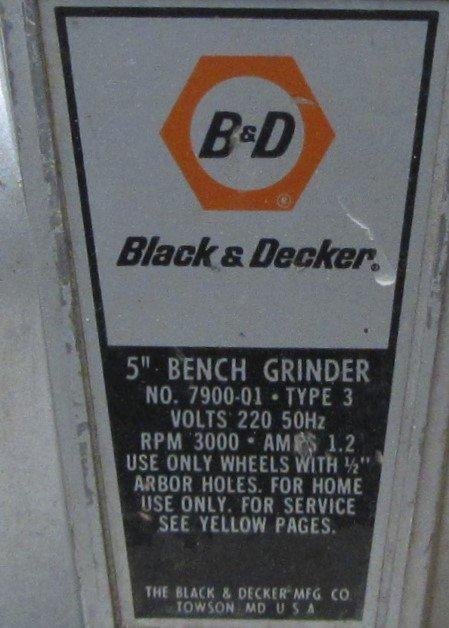 B&D
®
Black & Decker®
5" BENCH GRINDER
NO. 7900-01 • TYPE 3
VOLTS 220 50Hz
RPM 3000 • AMPS 1.2
USE ONLY WHEELS WITH ½"
ARBOR HOLES. FOR HOME
USE ONLY. FOR SERVICE
SEE YELLOW PAGES.
THE BLACK & DECKER MFG CO
TOWSON MD U S A